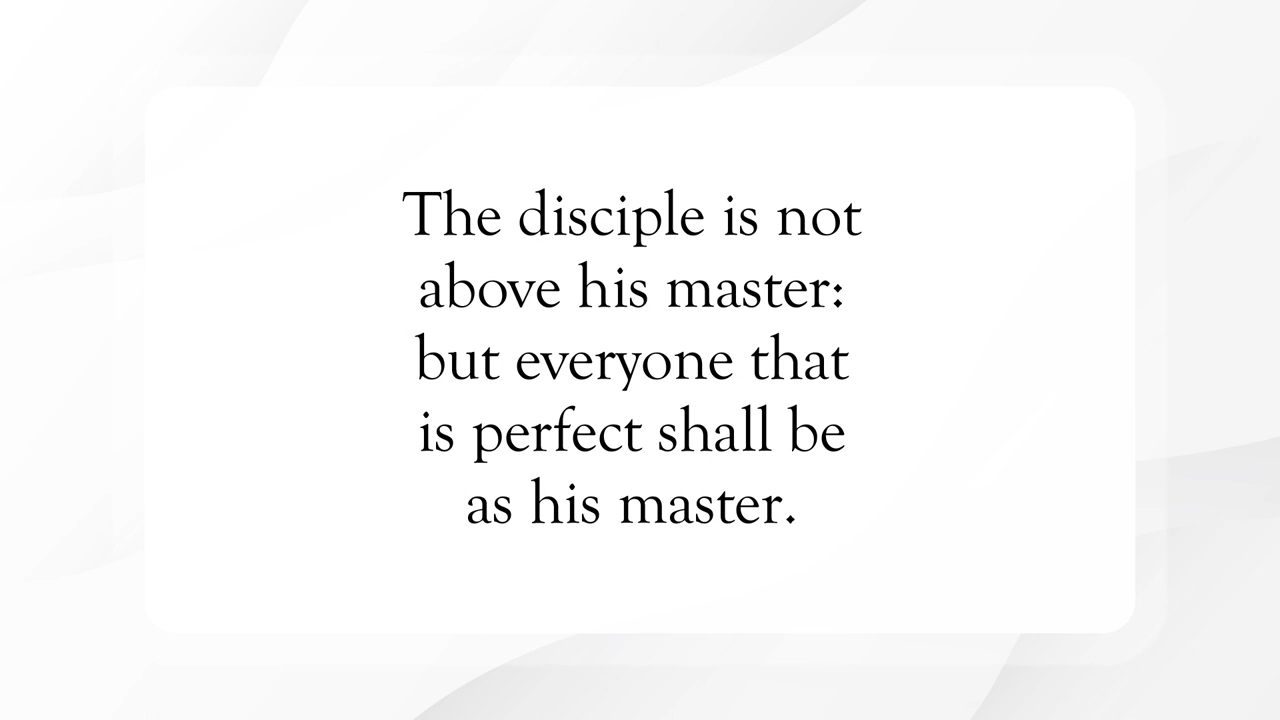 The disciple is not
above his master:
but everyone that
is perfect shall be
as his master.